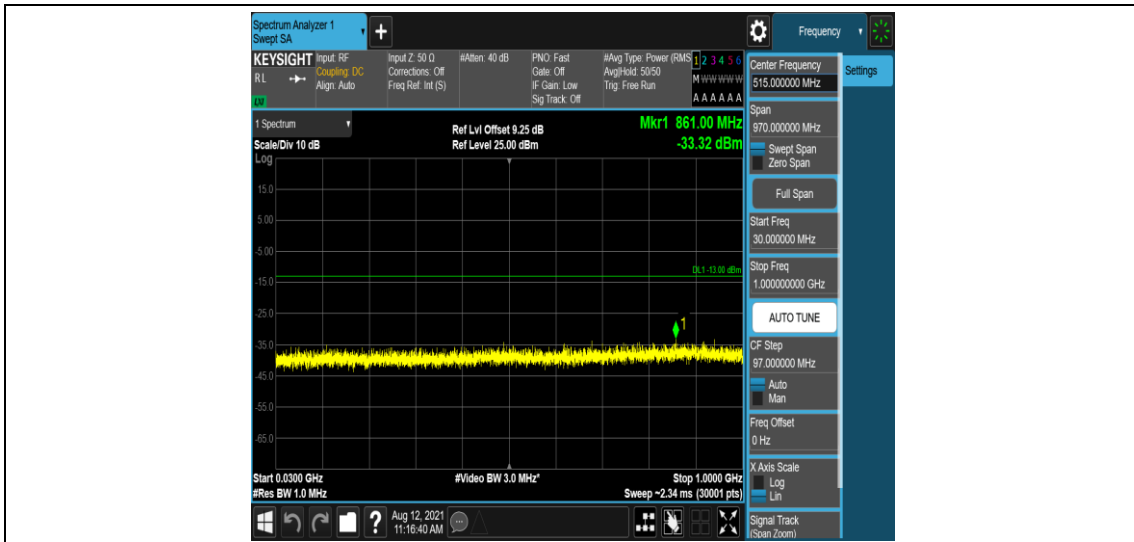 Spectrum Analyzer 1
Swept SA
Frequency
KEYSIGHT
RL
LM
Input: RF
Coupling: DC
Align: Auto
Input Z: 50 Ω
Corrections: Off
Freq Ref: Int (S)
#Atten: 40 dB
PNO: Fast
Gate: Off
IF Gain: Low
Sig Track: Off
#Avg Type: Power (RMS
Avg|Hold: 50/50
Trig: Free Run
1 2 3 4 5 6
M W W W W W
A A A A A A
1 Spectrum
Scale/Div 10 dB
Ref Lvl Offset 9.25 dB
Ref Level 25.00 dBm
Mkr1 861.00 MHz
-33.32 dBm
Log
15.0
5.00
-5.00
-15.0
-25.0
-35.0
-45.0
-55.0
-65.0
DL1 -13.00 dBm
1
Start 0.0300 GHz
#Res BW 1.0 MHz
#Video BW 3.0 MHz*
Stop 1.0000 GHz
Sweep ~2.34 ms (30001 pts)
Aug 12, 2021
11:16:40 AM
Center Frequency
515.000000 MHz
Settings
Span
970.000000 MHz
Swept Span
Zero Span
Full Span
Start Freq
30.000000 MHz
Stop Freq
1.000000000 GHz
AUTO TUNE
CF Step
97.000000 MHz
Auto
Man
Freq Offset
0 Hz
X Axis Scale
Log
Lin
Signal Track
(Span Zoom)